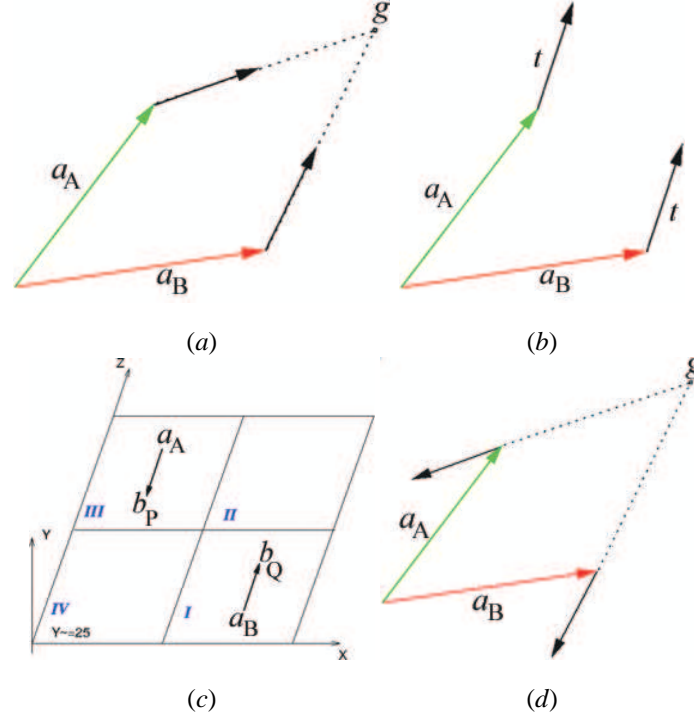 g
a_A
a_B
(a)
t
a_A
t
a_B
(b)
Z
a_A
b_P
III
II
Y
b_Q
IV
I
a_B
Y~=25
X
(c)
g
a_A
a_B
(d)